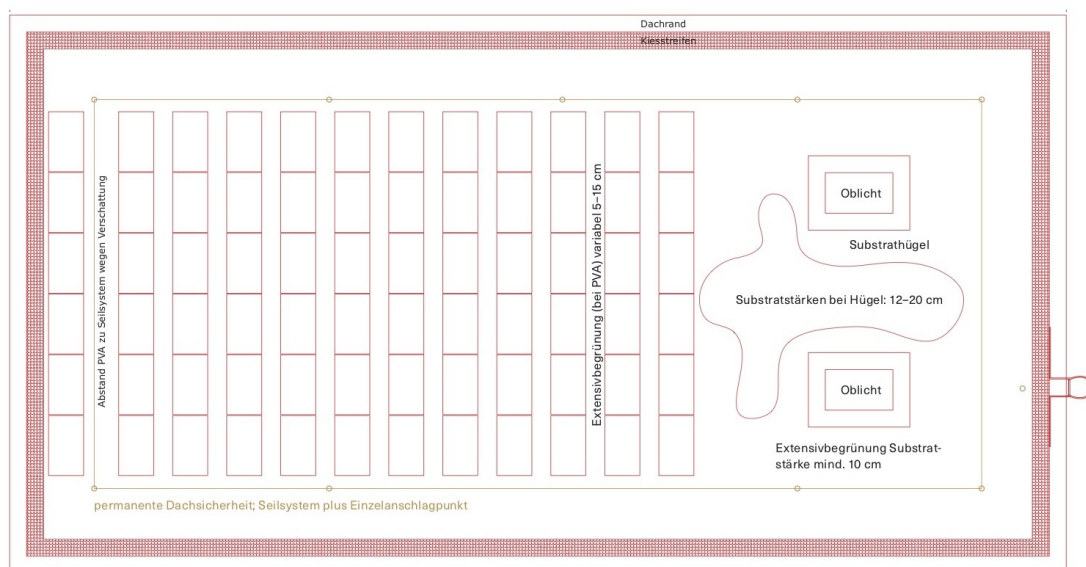 Dachrand
Kiesstreifen
Abstand PVA zu Seilsystem wegen Verschattung
Extensivbegrünung (bei PVA) variabel 5–15 cm
Oblicht
Substrathügel
Substratstärken bei Hügel: 12–20 cm
Oblicht
Extensivbegrünung Substrat-
stärke mind. 10 cm
permanente Dachsicherheit; Seilsystem plus Einzelanschlagpunkt